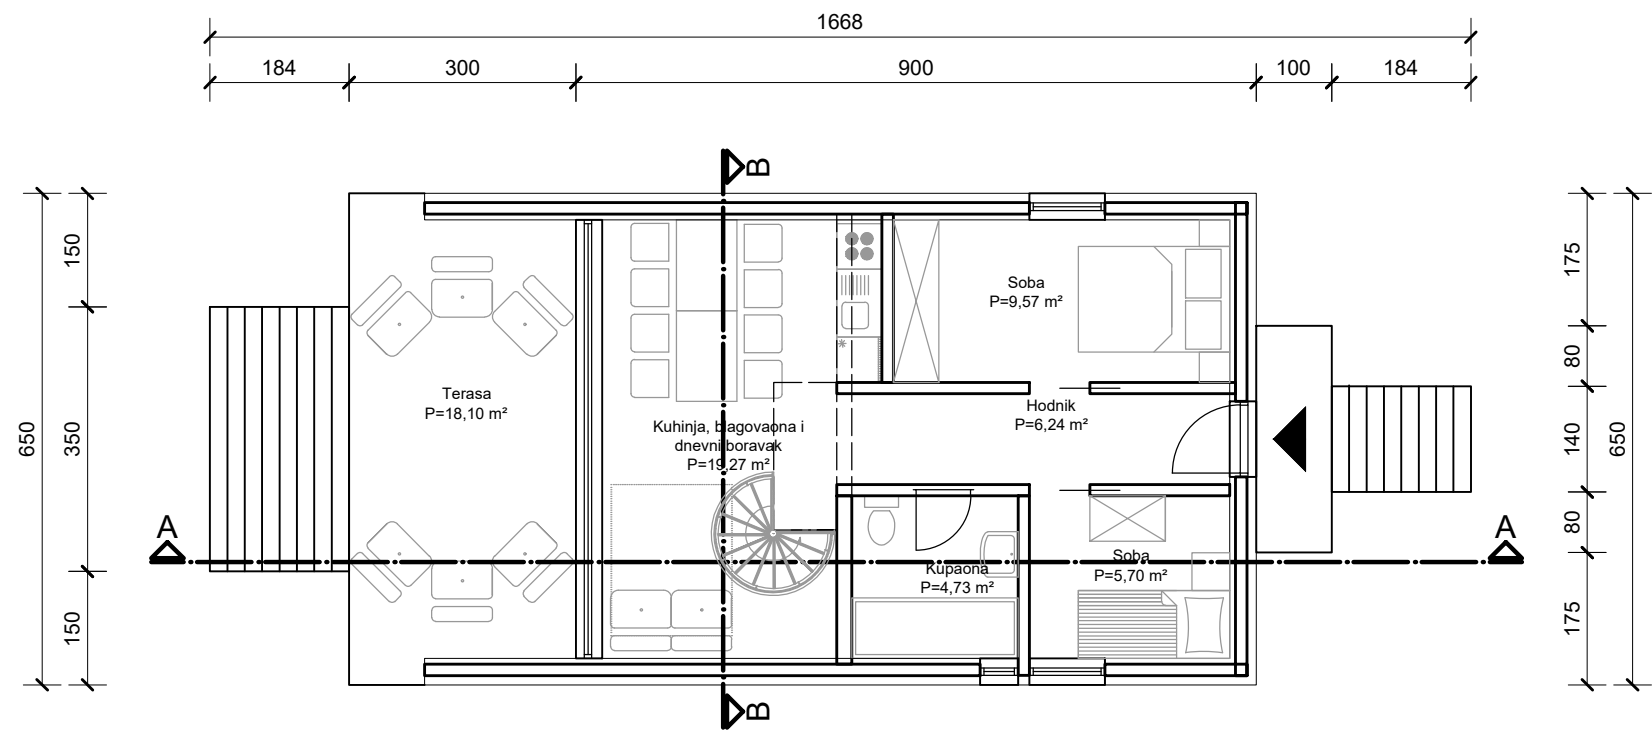 1668
184
300
900
100
184
B
650
150
350
150
Terasa
P=18,10 m²
Kuhinja, blagovaona i
dnevni boravak
P=19,27 m²
Soba
P=9,57 m²
Hodnik
P=6,24 m²
Kupaona
P=4,73 m²
Soba
P=5,70 m²
175
80
140
80
175
650
A
A
B